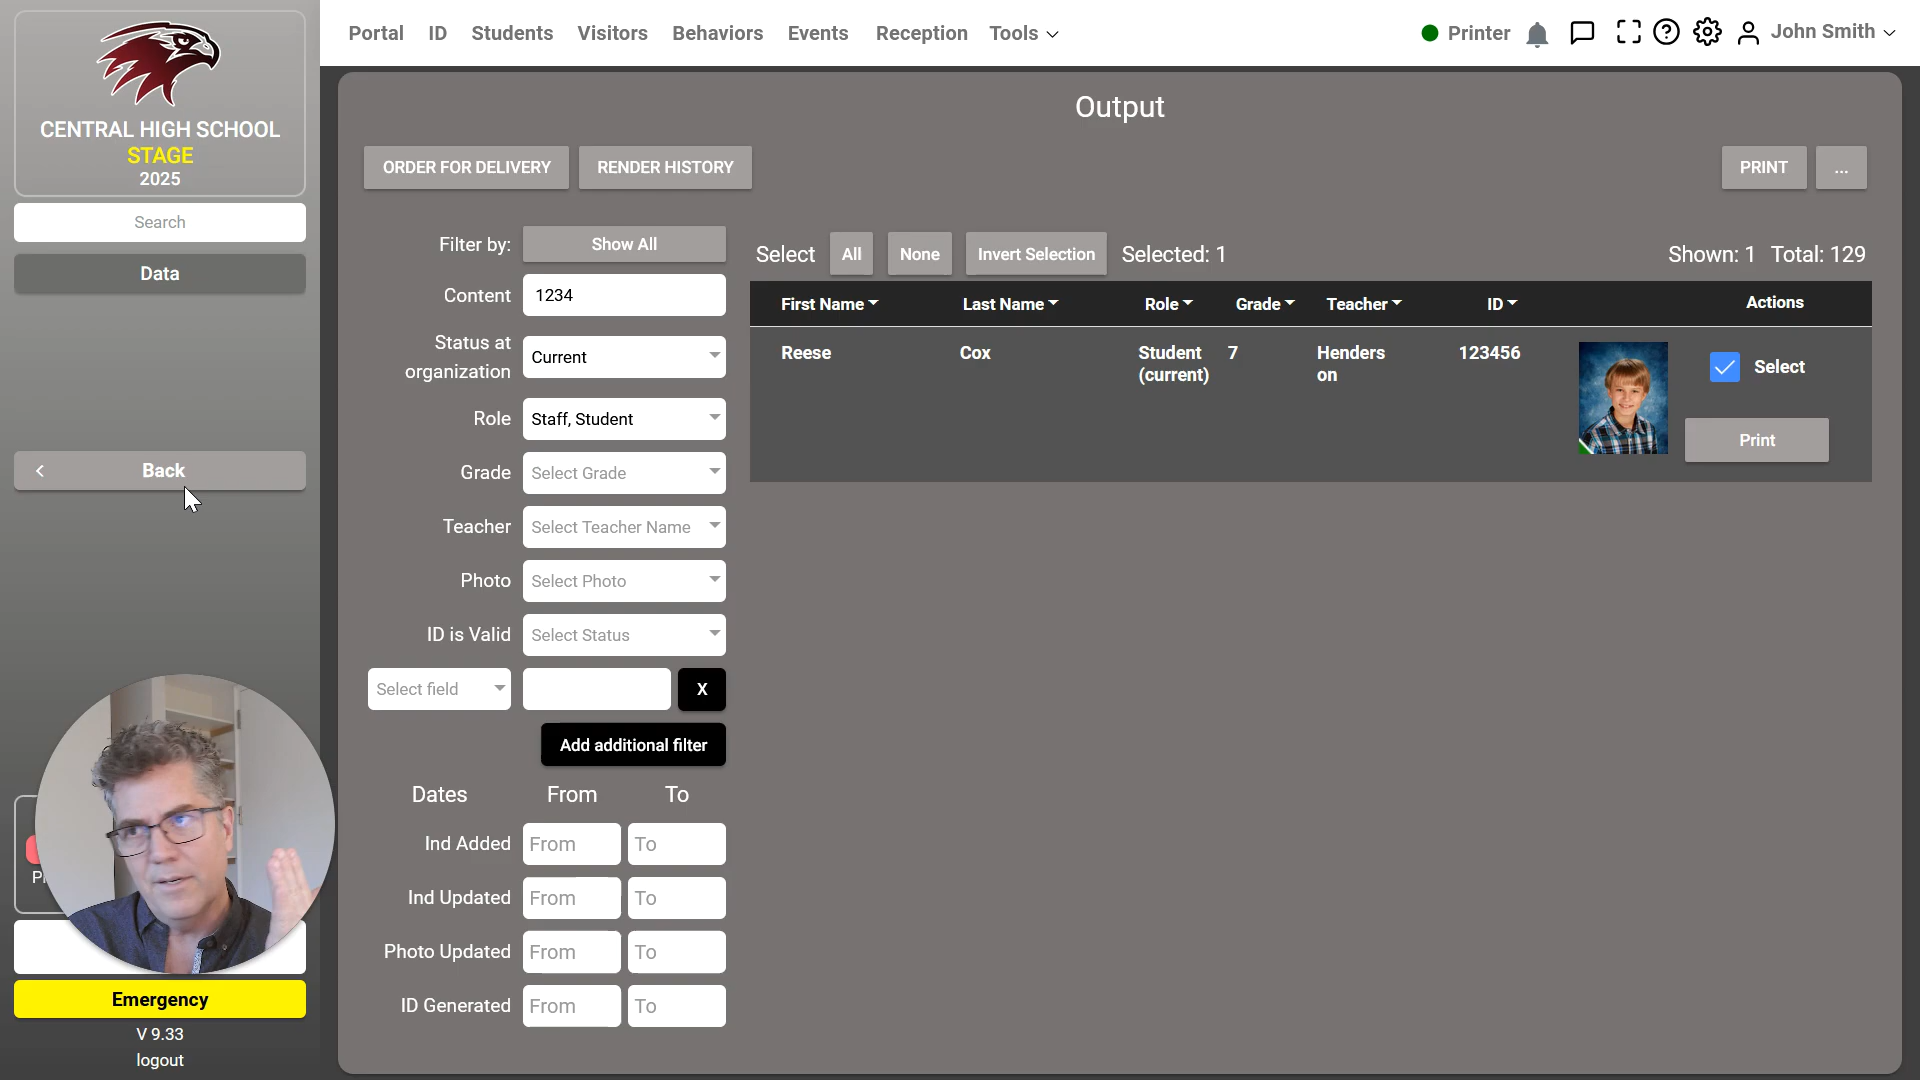 CENTRAL HIGH SCHOOL
STAGE
2025
Search
Data
Back
Emergency
V 9.33
logout
Portal ID Students Visitors Behaviors Events Reception Tools
Printer John Smith
Output
ORDER FOR DELIVERY RENDER HISTORY
PRINT ...
Filter by: Show All
Content 1234
Status at
organization Current
Role Staff, Student
Grade Select Grade
Teacher Select Teacher Name
Photo Select Photo
ID is Valid Select Status
Select field X
Add additional filter
Dates From To
Ind Added From To
Ind Updated From To
Photo Updated From To
ID Generated From To
Select All None Invert Selection Selected: 1
Shown: 1 Total: 129
First Name Last Name Role Grade Teacher ID Actions
Reese Cox Student 7 Henders 123456 Select
(current) on
Print